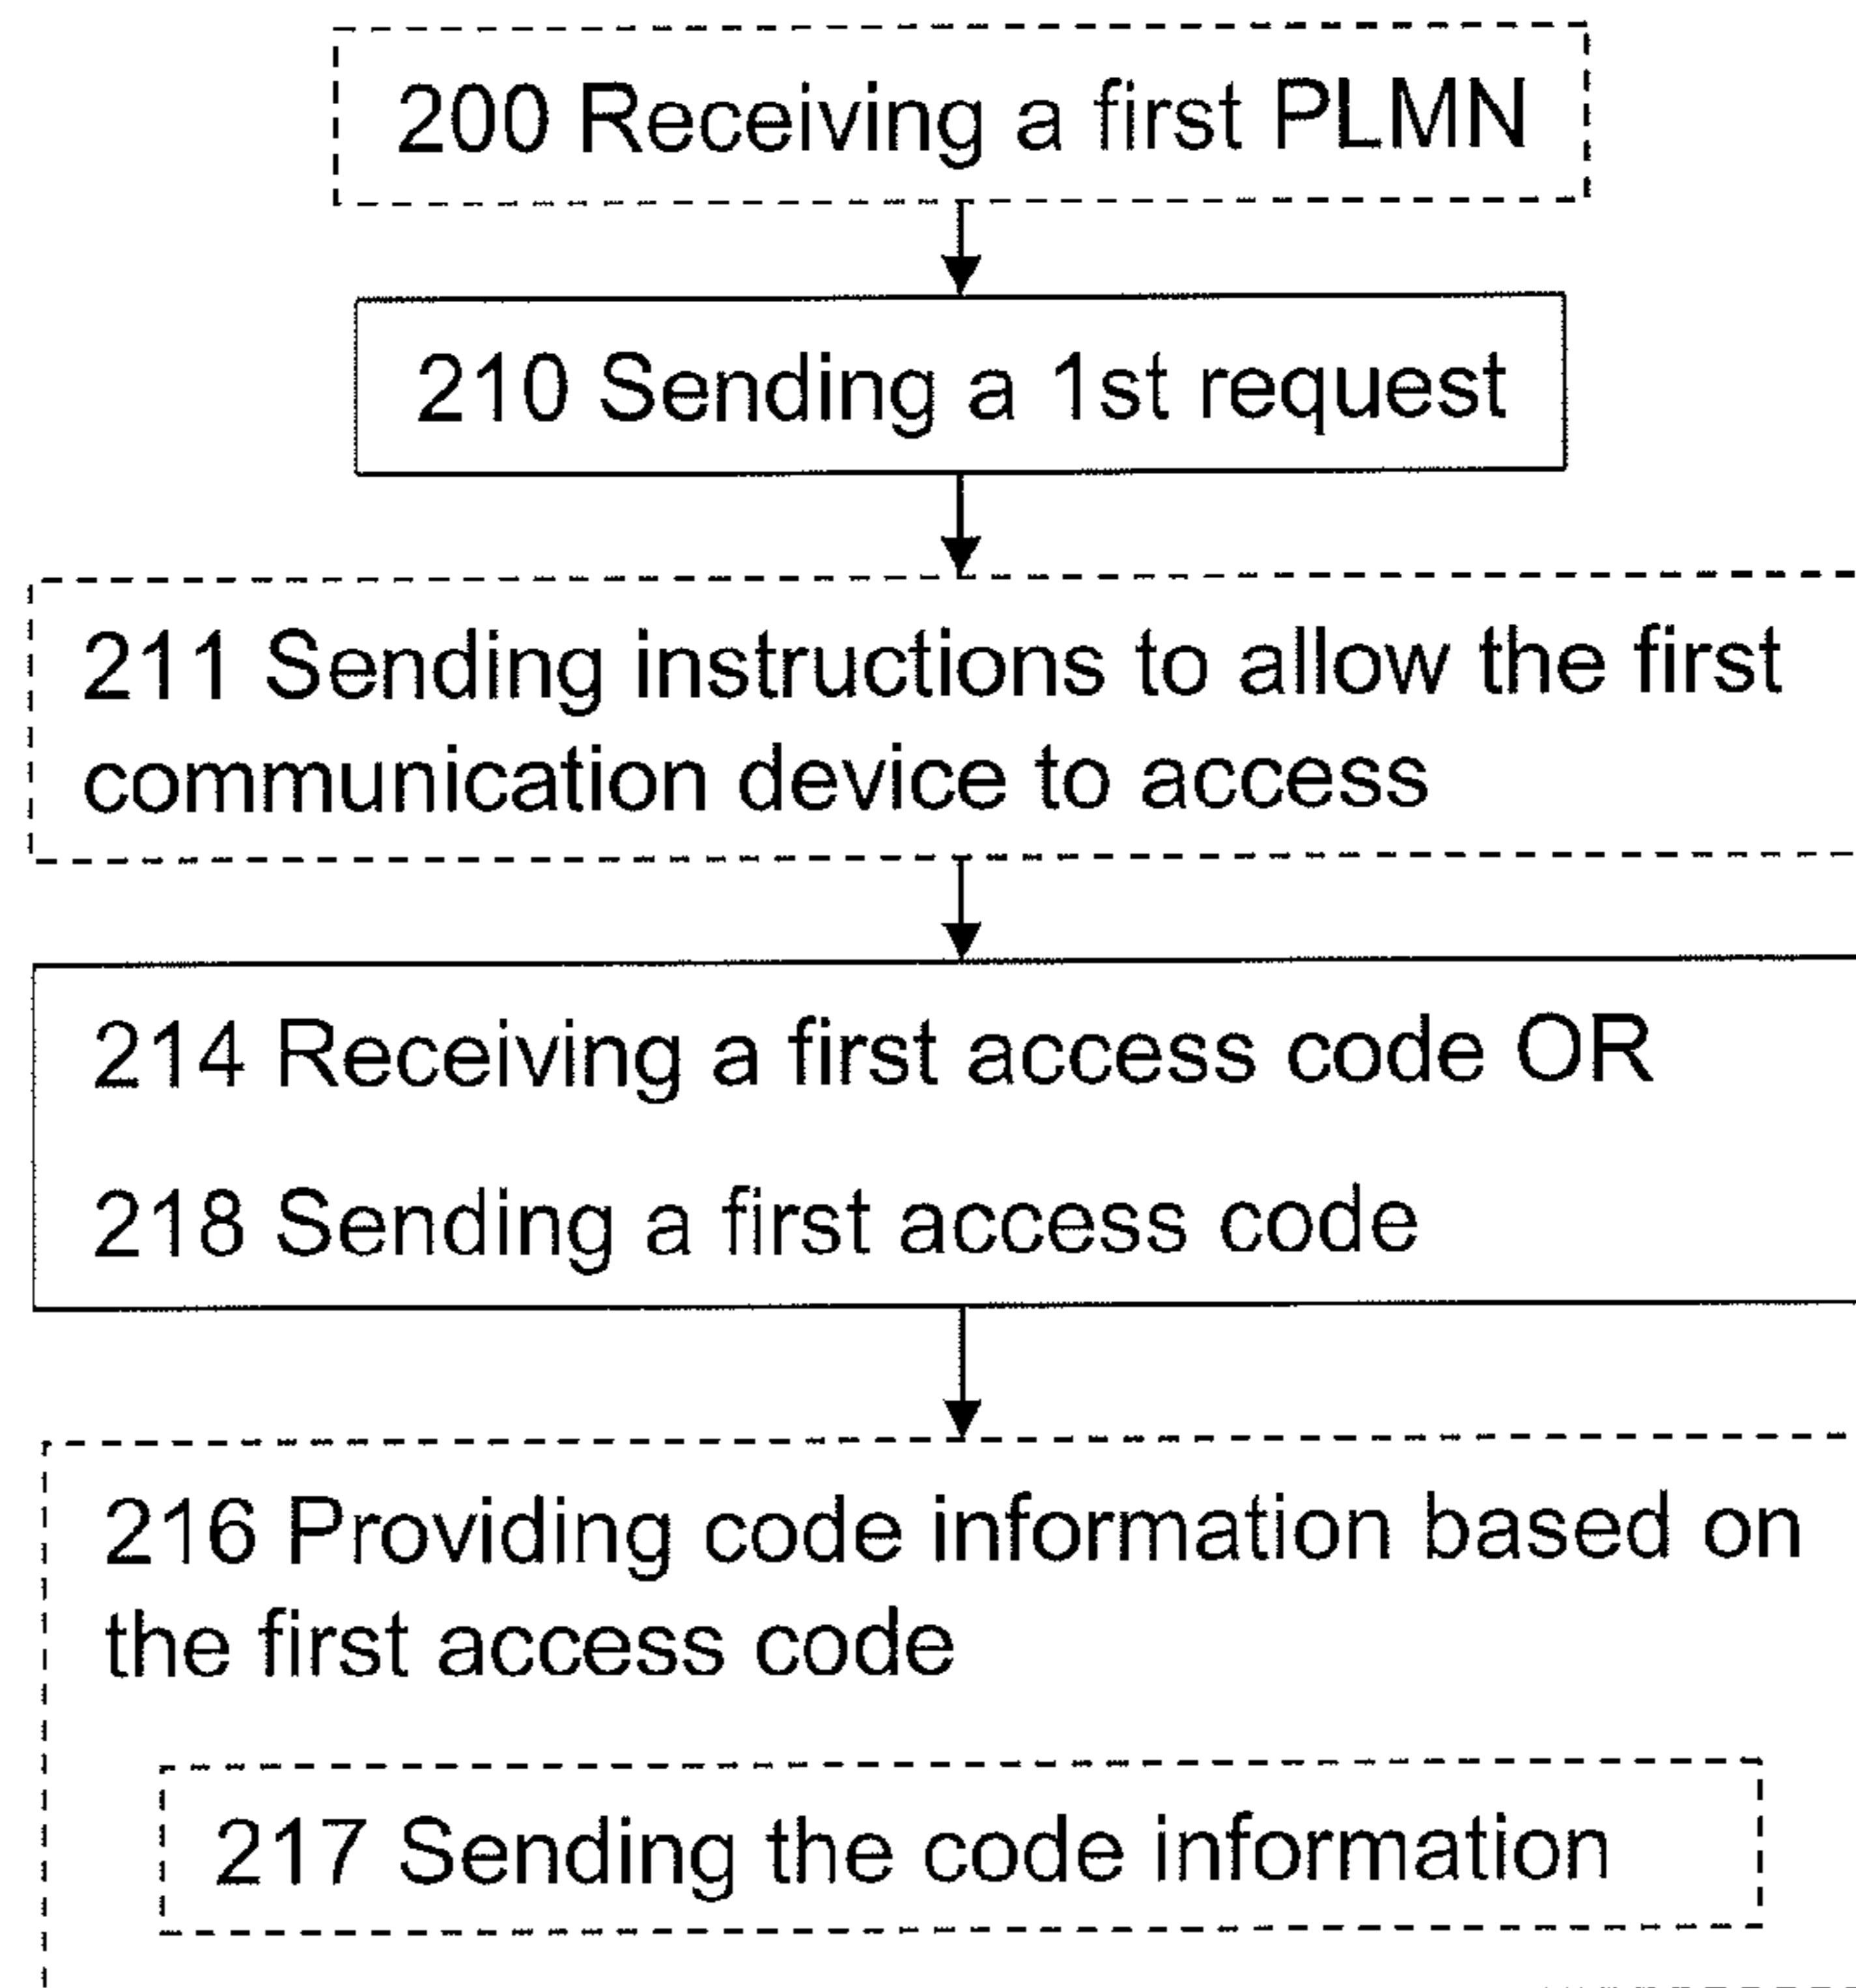 200 Receiving a first PLMN
210 Sending a 1st request
211 Sending instructions to allow the first
communication device to access
214 Receiving a first access code OR
218 Sending a first access code
216 Providing code information based on
the first access code
217 Sending the code information